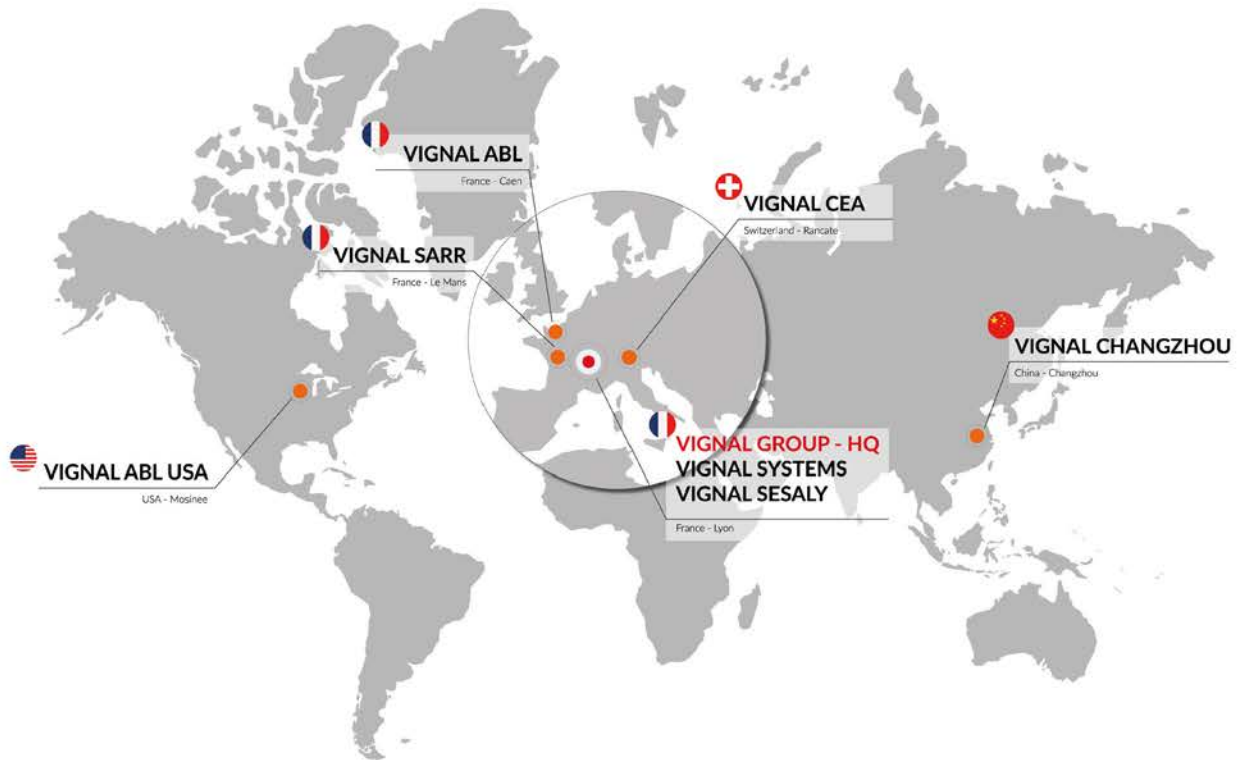 VIGNAL ABL
France - Caen
VIGNAL CEA
Switzerland - Rancate
VIGNAL SARR
France - Le Mans
VIGNAL CHANGZHOU
China - Changzhou
VIGNAL GROUP - HQ
VIGNAL SYSTEMS
VIGNAL SESALY
France - Lyon
VIGNAL ABL USA
USA - Mosinee